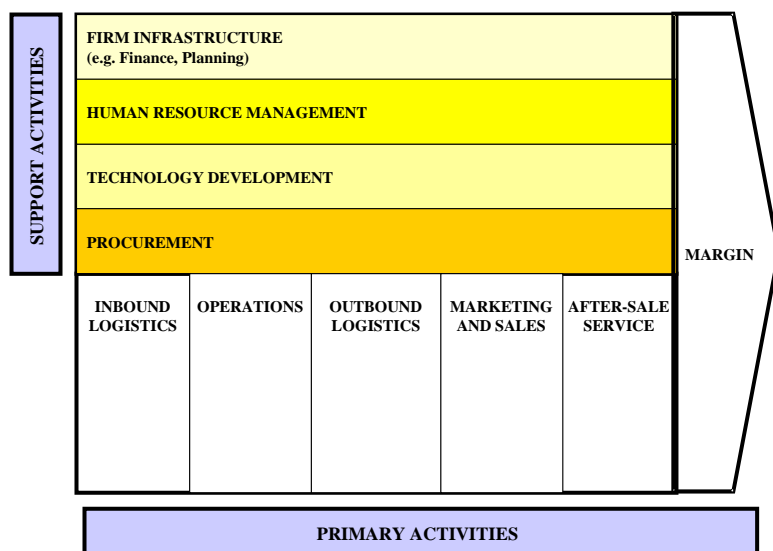 SUPPORT ACTIVITIES
FIRM INFRASTRUCTURE
(e.g. Finance, Planning)
HUMAN RESOURCE MANAGEMENT
TECHNOLOGY DEVELOPMENT
PROCUREMENT
MARGIN
INBOUND
LOGISTICS
OPERATIONS
OUTBOUND
LOGISTICS
MARKETING
AND SALES
AFTER-SALE
SERVICE
PRIMARY ACTIVITIES